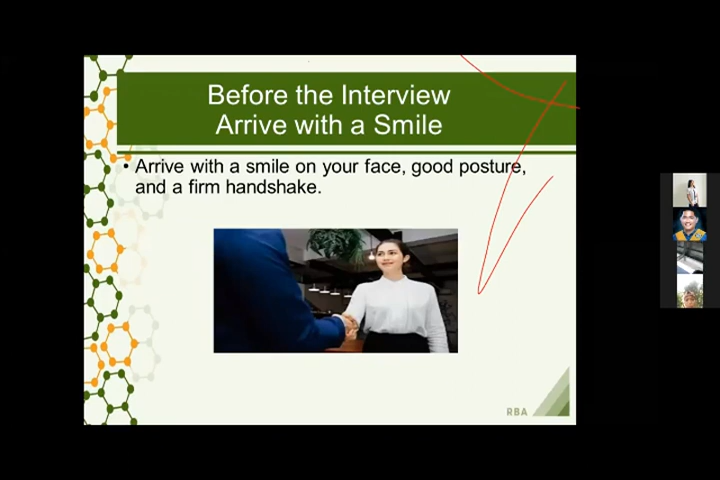 Before the Interview
Arrive with a Smile
• Arrive with a smile on your face, good posture,
and a firm handshake.
RBA